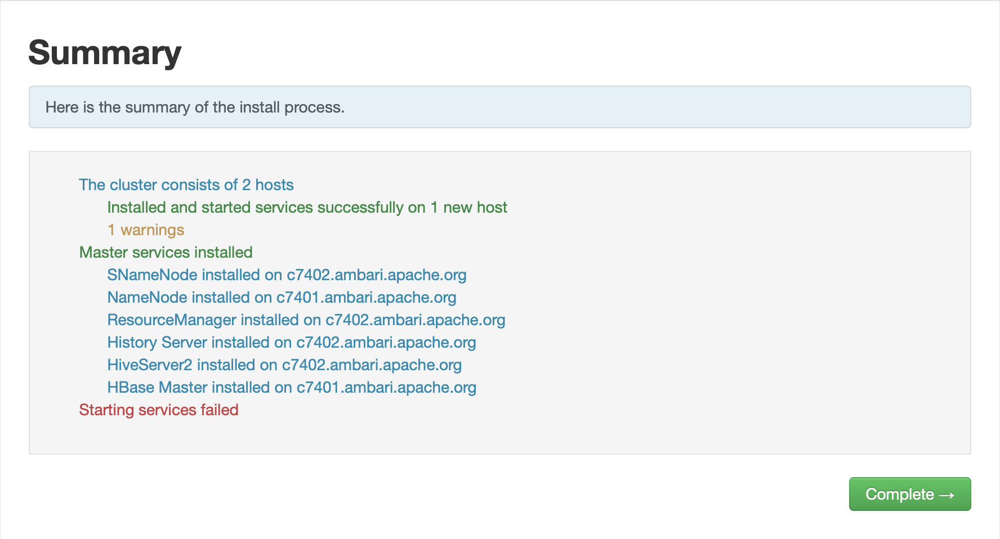 Summary
Here is the summary of the install process.
The cluster consists of 2 hosts
Installed and started services successfully on 1 new host
1 warnings
Master services installed
SNameNode installed on c7402.ambari.apache.org
NameNode installed on c7401.ambari.apache.org
ResourceManager installed on c7402.ambari.apache.org
History Server installed on c7402.ambari.apache.org
HiveServer2 installed on c7402.ambari.apache.org
HBase Master installed on c7401.ambari.apache.org
Starting services failed
Complete →